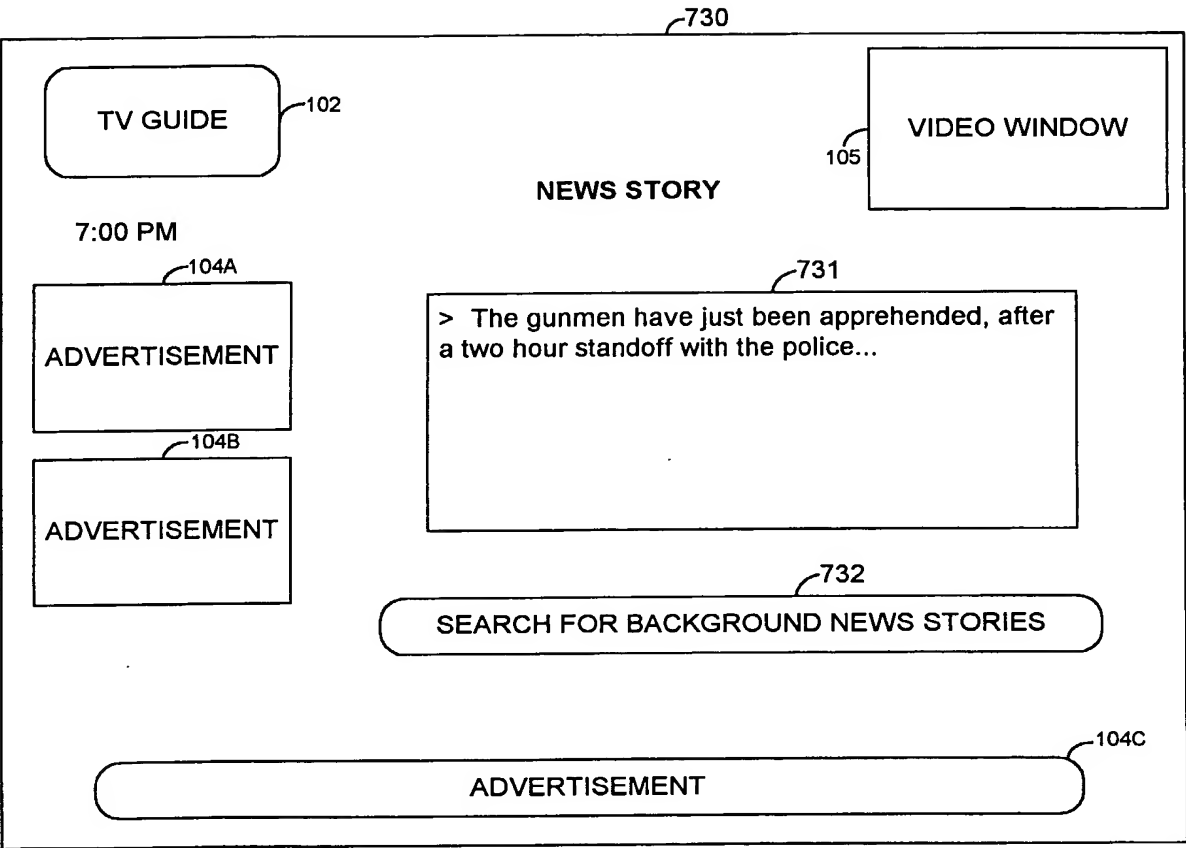 730
TV GUIDE
102
VIDEO WINDOW
105
NEWS STORY
7:00 PM
104A
ADVERTISEMENT
731
> The gunmen have just been apprehended, after
a two hour standoff with the police...
104B
ADVERTISEMENT
732
SEARCH FOR BACKGROUND NEWS STORIES
104C
ADVERTISEMENT